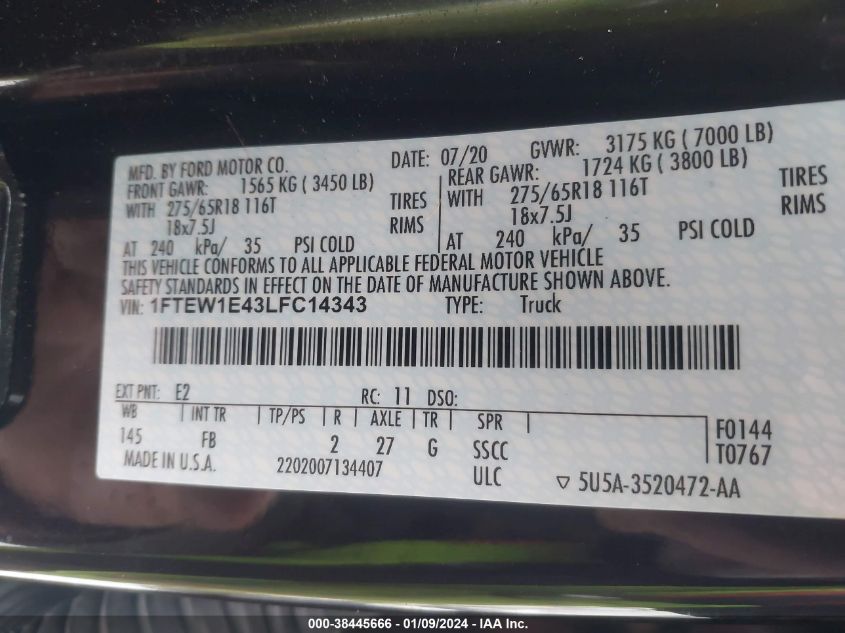 MFD. BY FORD MOTOR CO. DATE: 07/20 GVWR: 3175 KG ( 7000 LB)
FRONT GAWR: 1565 KG ( 3450 LB) REAR GAWR: 1724 KG ( 3800 LB)
WITH 275/65R18 116T TIRES WITH 275/65R18 116T TIRES
18x7.5J RIMS 18x7.5J RIMS
AT 240 kPa/ 35 PSI COLD AT 240 kPa/ 35 PSI COLD
THIS VEHICLE CONFORMS TO ALL APPLICABLE FEDERAL MOTOR VEHICLE
SAFETY STANDARDS IN EFFECT ON THE DATE OF MANUFACTURE SHOWN ABOVE.
VIN: 1FTEW1E43LFC14343 TYPE: Truck
EXT PNT: E2 RC: 11 DSO:
WB INT TR TP/PS R AXLE TR SPR
145 FB 2 27 G SSCC
F0144
T0767
MADE IN U.S.A. 2202007134407 ULC ▽ 5U5A-3520472-AA
000-38445666 - 01/09/2024 - IAA Inc.